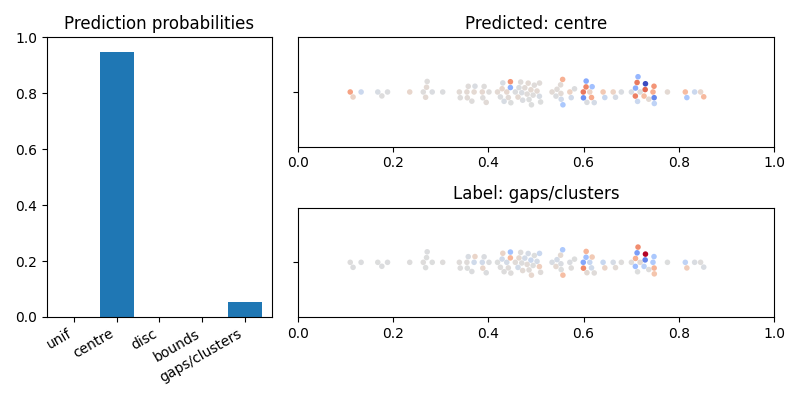 Prediction probabilities
1.0
0.8
0.6
0.4
0.2
0.0
unif
centre
disc
bounds
gaps/clusters
Predicted: centre
0.0 0.2 0.4 0.6 0.8 1.0
Label: gaps/clusters
0.0 0.2 0.4 0.6 0.8 1.0